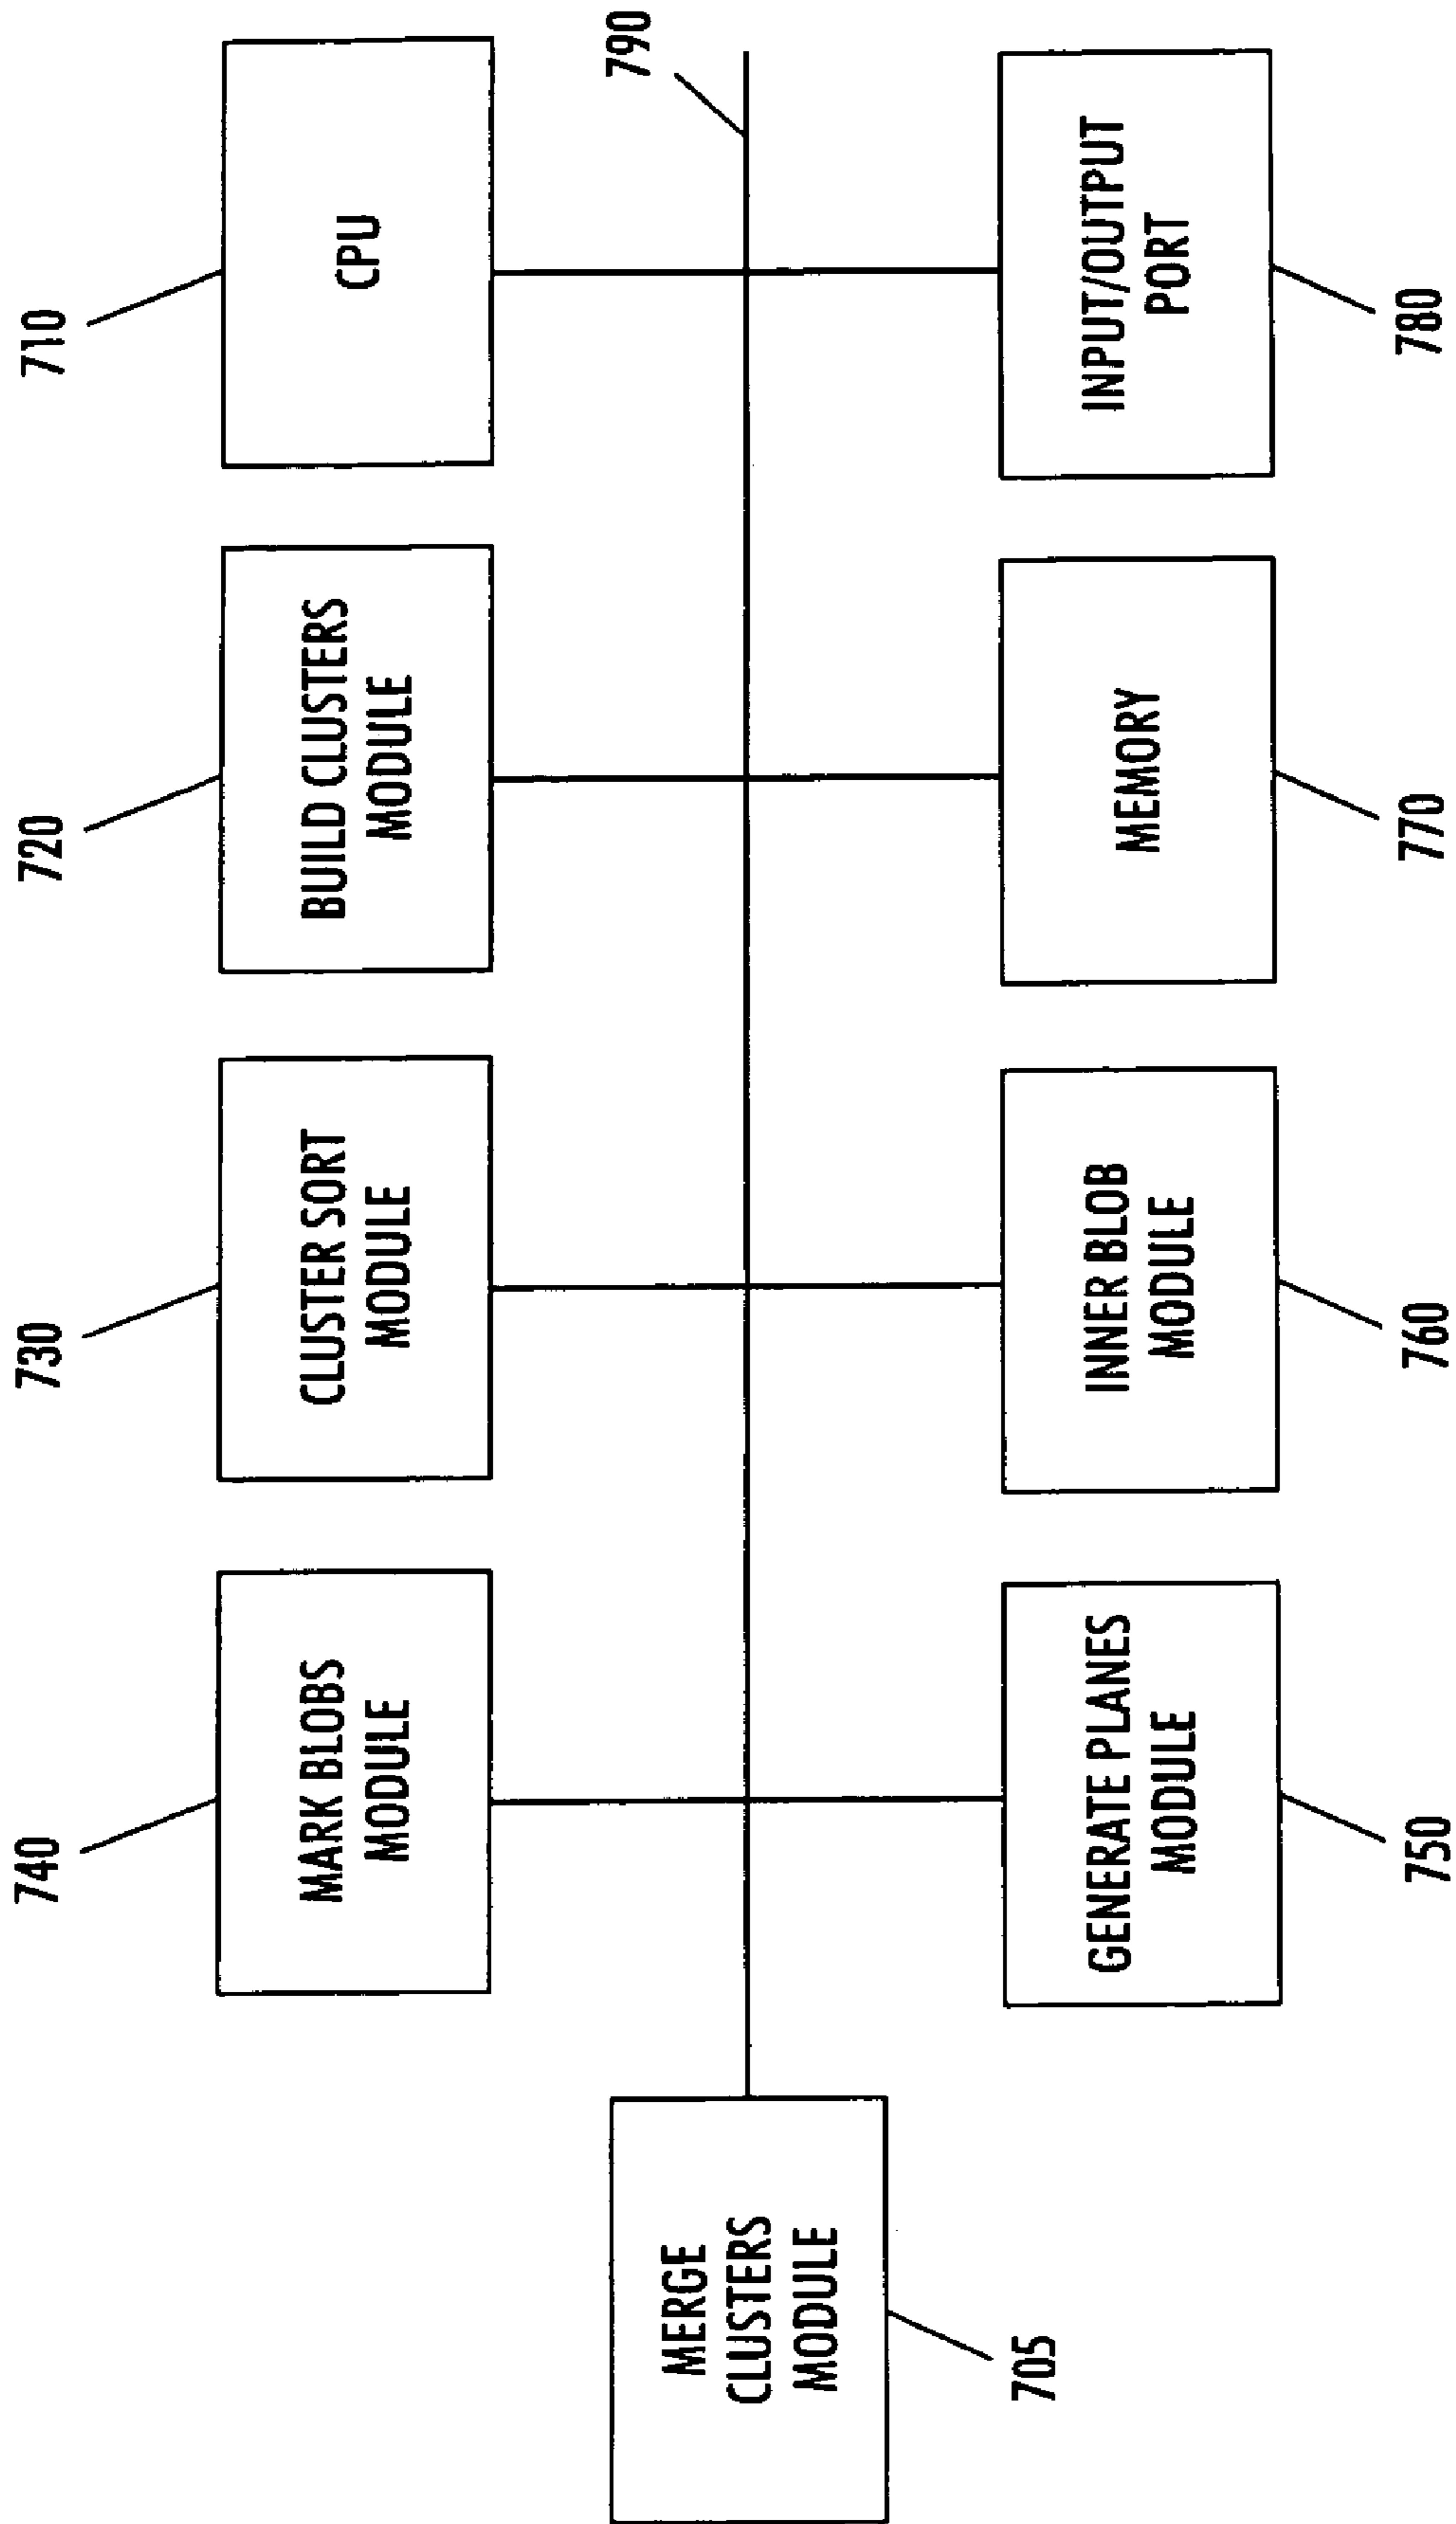 710
CPU
720
BUILD CLUSTERS
MODULE
730
CLUSTER SORT
MODULE
740
MARK BLOBS
MODULE
790
MERGE
CLUSTERS
MODULE
705
GENERATE PLANES
MODULE
750
INNER BLOB
MODULE
760
MEMORY
770
INPUT/OUTPUT
PORT
780